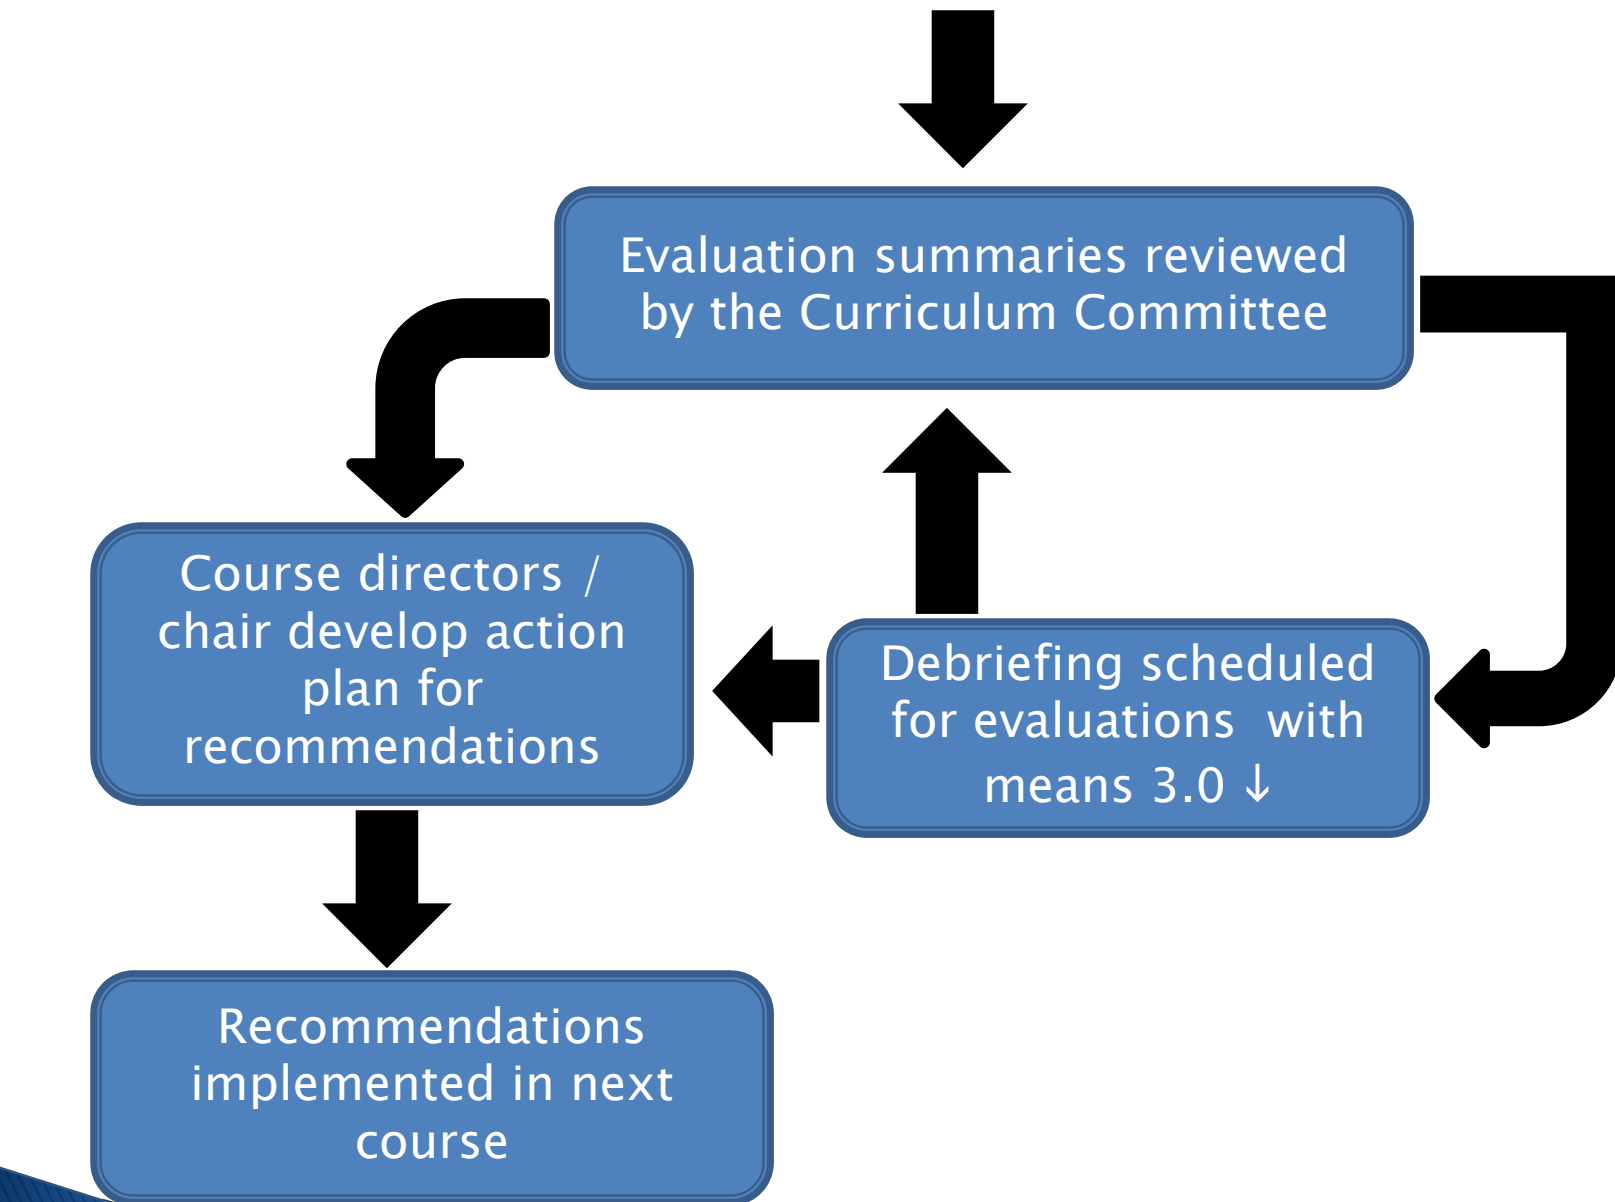 Evaluation summaries reviewed
by the Curriculum Committee
Course directors /
chair develop action
plan for
recommendations
Debriefing scheduled
for evaluations  with
means 3.0 ↓
Recommendations
implemented in next
course